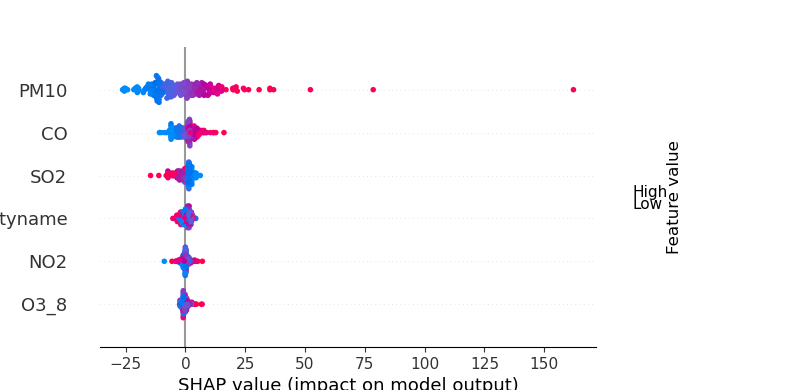 PM10
CO
SO2
tyname
NO2
O3_8
High
Low
Feature value
−25 0 25 50 75 100 125 150
SHAP value (impact on model output)